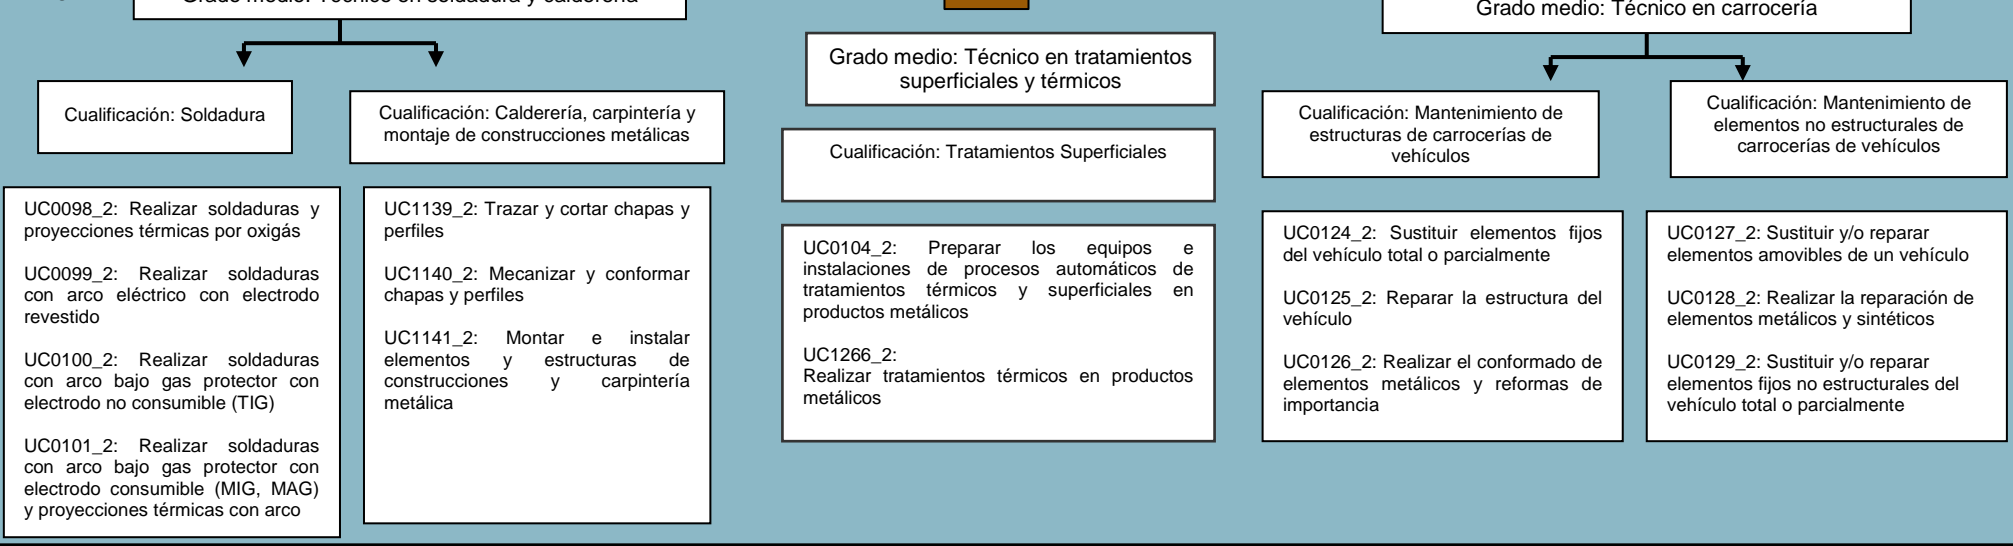 Grado medio: Técnico en soldadura y calderería
Cualificación: Soldadura
Cualificación: Calderería, carpintería y
montaje de construcciones metálicas
UC0098_2: Realizar soldaduras y
proyecciones térmicas por oxigás
UC0099_2: Realizar soldaduras
con arco eléctrico con electrodo
revestido
UC0100_2: Realizar soldaduras
con arco bajo gas protector con
electrodo no consumible (TIG)
UC0101_2: Realizar soldaduras
con arco bajo gas protector con
electrodo consumible (MIG, MAG)
y proyecciones térmicas con arco
UC1139_2: Trazar y cortar chapas y
perfiles
UC1140_2: Mecanizar y conformar
chapas y perfiles
UC1141_2: Montar e instalar
elementos y estructuras de
construcciones y carpintería
metálica
Grado medio: Técnico en tratamientos
superficiales y térmicos
Cualificación: Tratamientos Superficiales
UC0104_2: Preparar los equipos e
instalaciones de procesos automáticos de
tratamientos térmicos y superficiales en
productos metálicos
UC1266_2:
Realizar tratamientos térmicos en productos
metálicos
Grado medio: Técnico en carrocería
Cualificación: Mantenimiento de
estructuras de carrocerías de
vehículos
Cualificación: Mantenimiento de
elementos no estructurales de
carrocerías de vehículos
UC0124_2: Sustituir elementos fijos
del vehículo total o parcialmente
UC0125_2: Reparar la estructura del
vehículo
UC0126_2: Realizar el conformado de
elementos metálicos y reformas de
importancia
UC0127_2: Sustituir y/o reparar
elementos amovibles de un vehículo
UC0128_2: Realizar la reparación de
elementos metálicos y sintéticos
UC0129_2: Sustituir y/o reparar
elementos fijos no estructurales del
vehículo total o parcialmente